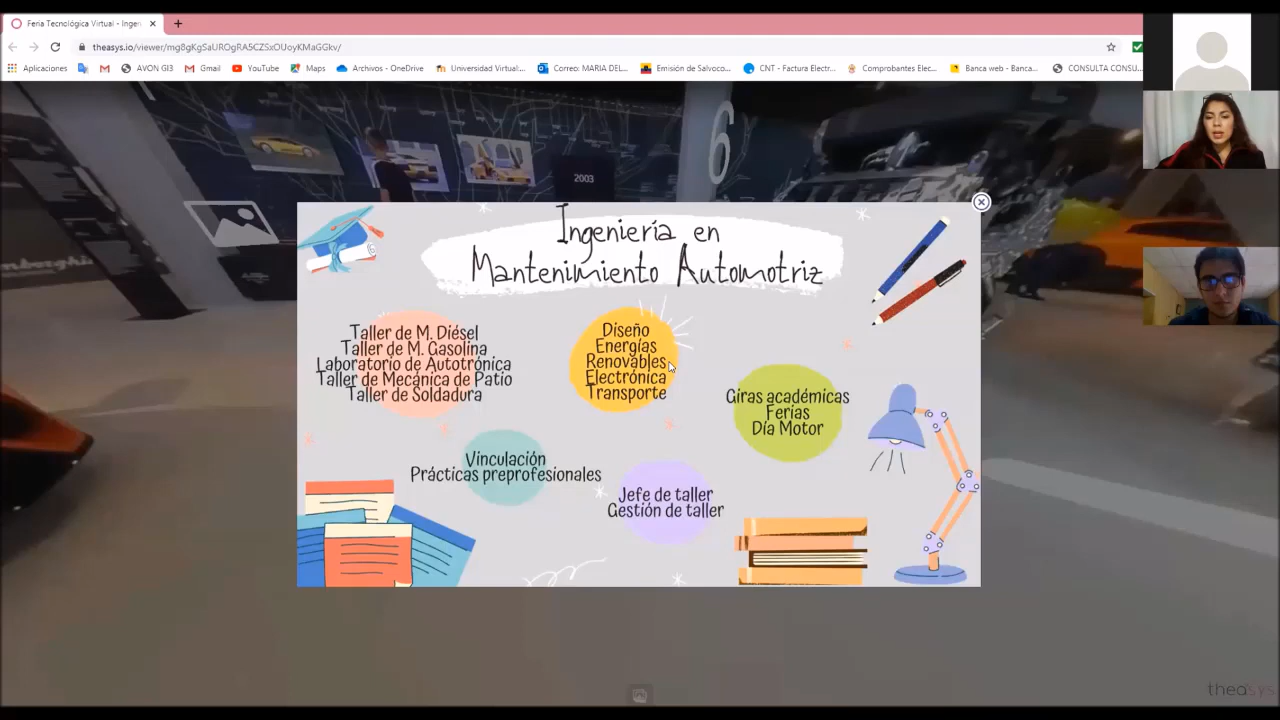 Feria Tecnológica Virtual - Ingen
theasys.io/viewer/mg8gKgSaUROgRA5CZSxOUoyKMaGGkv/
Aplicaciones
AVON GI3
Gmail
YouTube
Maps
Archivos - OneDrive
Universidad Virtual...
Correo: MARIA DEL...
Emisión de Salvoco...
CNT - Factura Electr...
Comprobantes Elec...
Banca web - Banca...
CONSULTA CONSU...
6
2003
Ingeniería en
Mantenimiento Automotriz
Taller de M. Diésel
Taller de M. Gasolina
Laboratorio de Autotrónica
Taller de Mecánica de Patio
Taller de Soldadura
Diseño
Energías
Renovables
Electrónica
Transporte
Giras académicas
Ferias
Día Motor
Vinculación
Prácticas preprofesionales
Jefe de taller
Gestión de taller
theasys